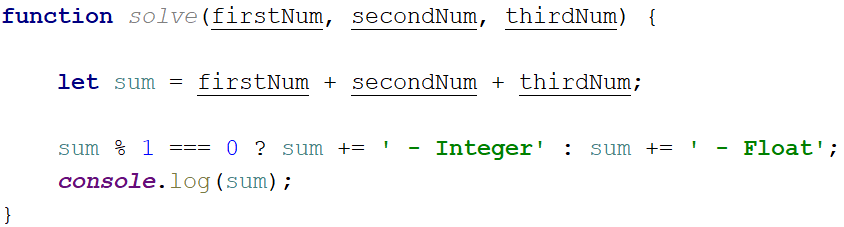 function solve(firstNum, secondNum, thirdNum) {
let sum = firstNum + secondNum + thirdNum;
sum % 1 === 0 ? sum += ' - Integer' : sum += ' - Float';
console.log(sum);
}